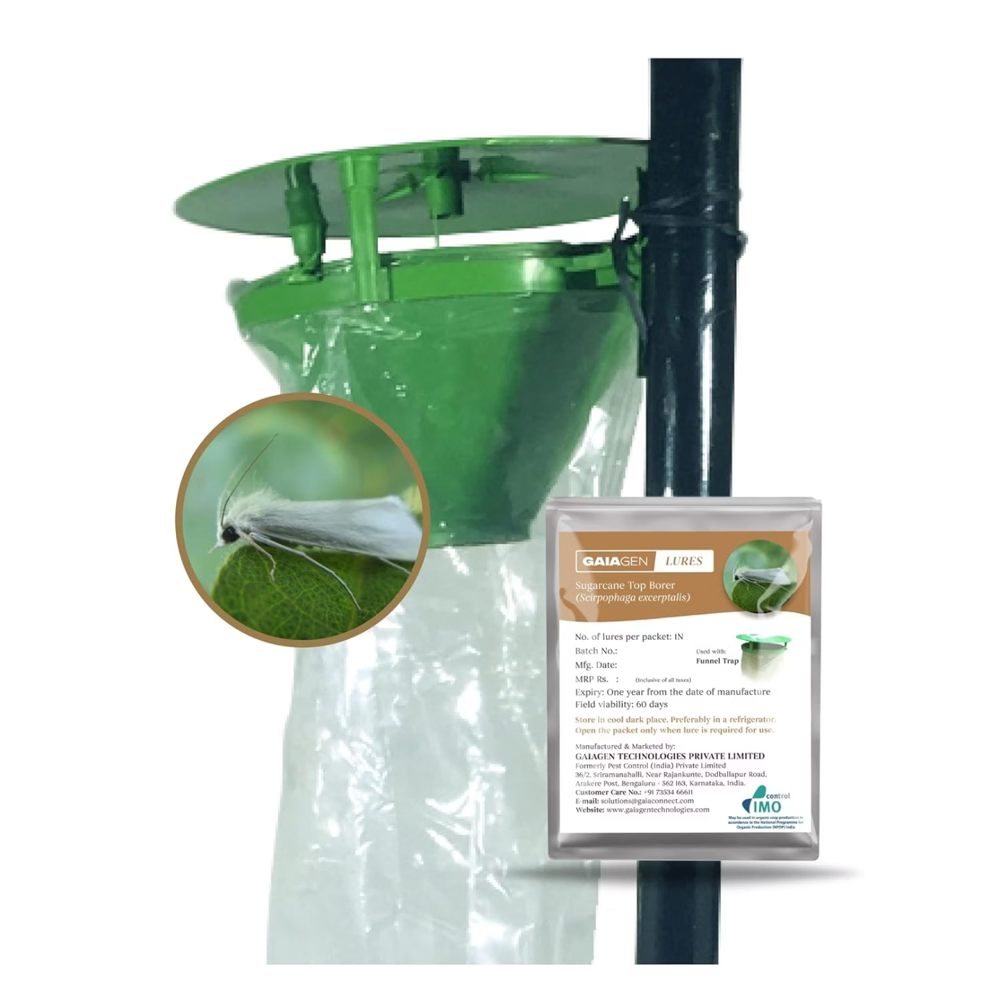 GAIAGEN LURES
Sugarcane Top Borer
(Scirpophaga excerptalis)
No. of lures per packet: 1N
Batch No.:
Used with:
Funnel Trap
Mfg. Date:
MRP Rs. : (Inclusive of all taxes)
Expiry: One year from the date of manufacture
Field viability: 60 days
Store in cool dark place. Preferably in a refrigerator.
Open the packet only when lure is required for use.
Manufactured & Marketed by:
GAIAGEN TECHNOLOGIES PRIVATE LIMITED
Formerly Pest Control (India) Private Limited
36/2, Sriramanahalli, Near Rajankunte, Dodballapur Road,
Arakere Post, Bengaluru - 562 163, Karnataka, India.
Customer Care No.: +91 73534 66611
E-mail: solutions@gaiaconnect.com
Website: www.gaiagentechnologies.com
control
IMO
May be used in organic crop production in
accordance to the National Programme for
Organic Production (NPOP) India